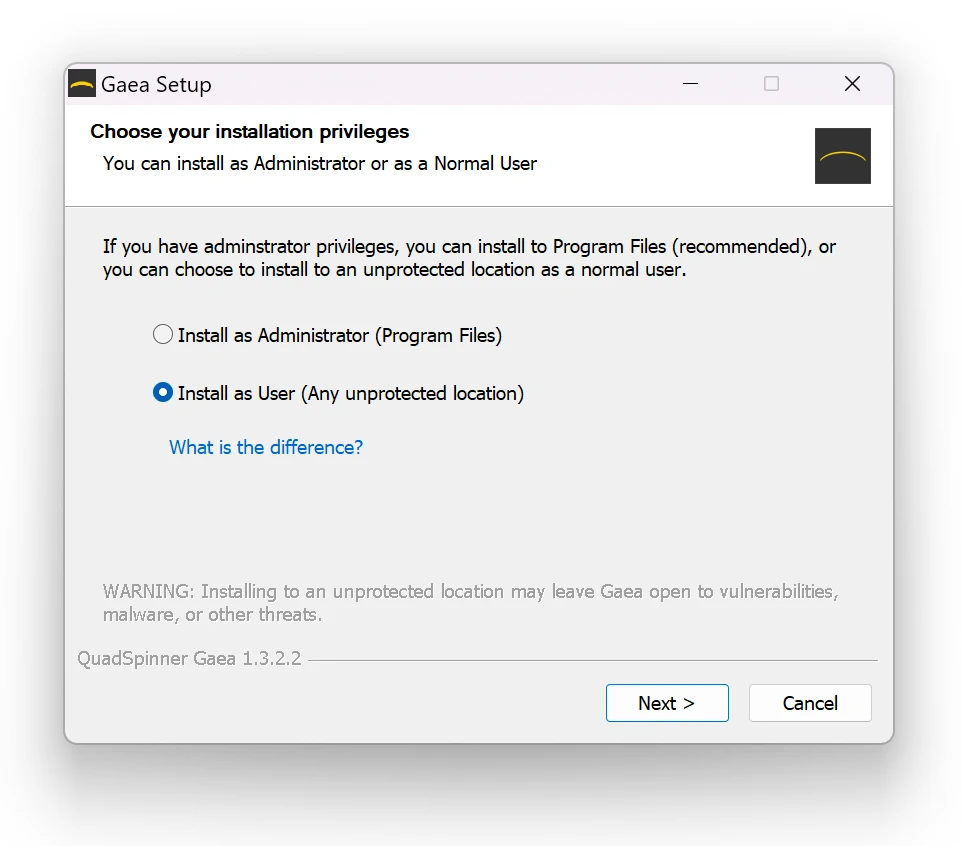 Gaea Setup
Choose your installation privileges
You can install as Administrator or as a Normal User
If you have adminstrator privileges, you can install to Program Files (recommended), or
you can choose to install to an unprotected location as a normal user.
Install as Administrator (Program Files)
Install as User (Any unprotected location)
What is the difference?
WARNING: Installing to an unprotected location may leave Gaea open to vulnerabilities,
malware, or other threats.
QuadSpinner Gaea 1.3.2.2
Next >
Cancel